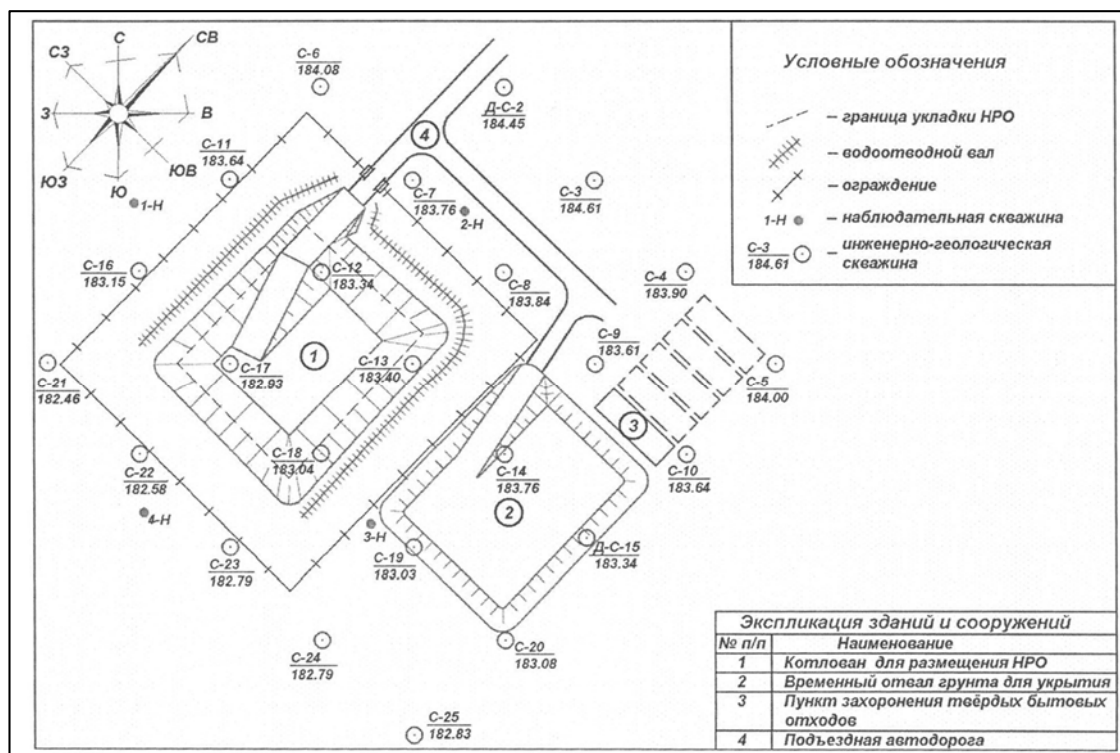 С
СВ
В
ЮВ
Ю
ЮЗ
З
СЗ
С-6
184.08
Д-С-2
184.45
4
С-11
183.64
С-7
183.76
С-3
184.61
1-Н
2-Н
С-16
183.15
С-12
183.34
С-8
183.84
С-4
183.90
С-9
183.61
1
С-21
182.46
С-17
182.93
С-13
183.40
С-5
184.00
3
С-22
182.58
С-18
183.04
С-14
183.76
С-10
183.64
2
4-Н
3-Н
С-23
182.79
С-19
183.03
Д-С-15
183.34
С-24
182.79
С-20
183.08
С-25
182.83
Условные обозначения
– граница укладки НРО
– водоотводной вал
– ограждение
1-Н – наблюдательная скважина
С-3
184.61
– инженерно-геологическая
скважина
Экспликация зданий и сооружений
№ п/п Наименование
1 Котлован для размещения НРО
2 Временный отвал грунта для укрытия
3 Пункт захоронения твёрдых бытовых
отходов
4 Подъездная автодорога